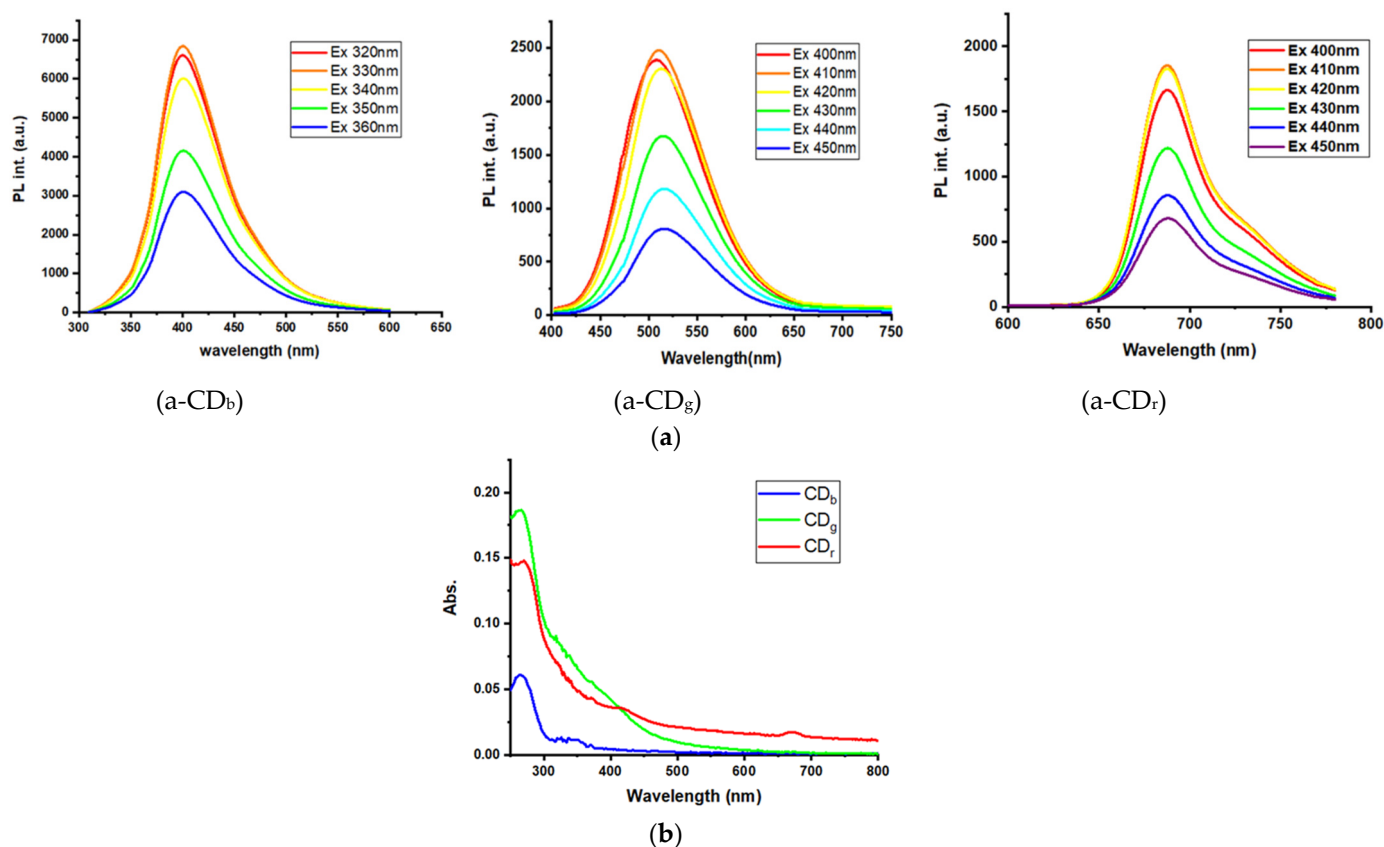 PL int. (a.u.)
7000
6000
5000
4000
3000
2000
1000
0
300 350 400 450 500 550 600 650
wavelength (nm)
Ex 320nm
Ex 330nm
Ex 340nm
Ex 350nm
Ex 360nm
PL int. (a.u.)
2500
2000
1500
1000
500
0
400 450 500 550 600 650 700 750
Wavelength(nm)
Ex 400nm
Ex 410nm
Ex 420nm
Ex 430nm
Ex 440nm
Ex 450nm
PL int. (a.u.)
2000
1500
1000
500
0
600 650 700 750 800
Wavelength (nm)
Ex 400nm
Ex 410nm
Ex 420nm
Ex 430nm
Ex 440nm
Ex 450nm
(a-CDb) (a-CDg) (a-CDr)
(a)
Abs.
0.20
0.15
0.10
0.05
0.00
300 400 500 600 700 800
Wavelength (nm)
CDb
CDg
CDr
(b)